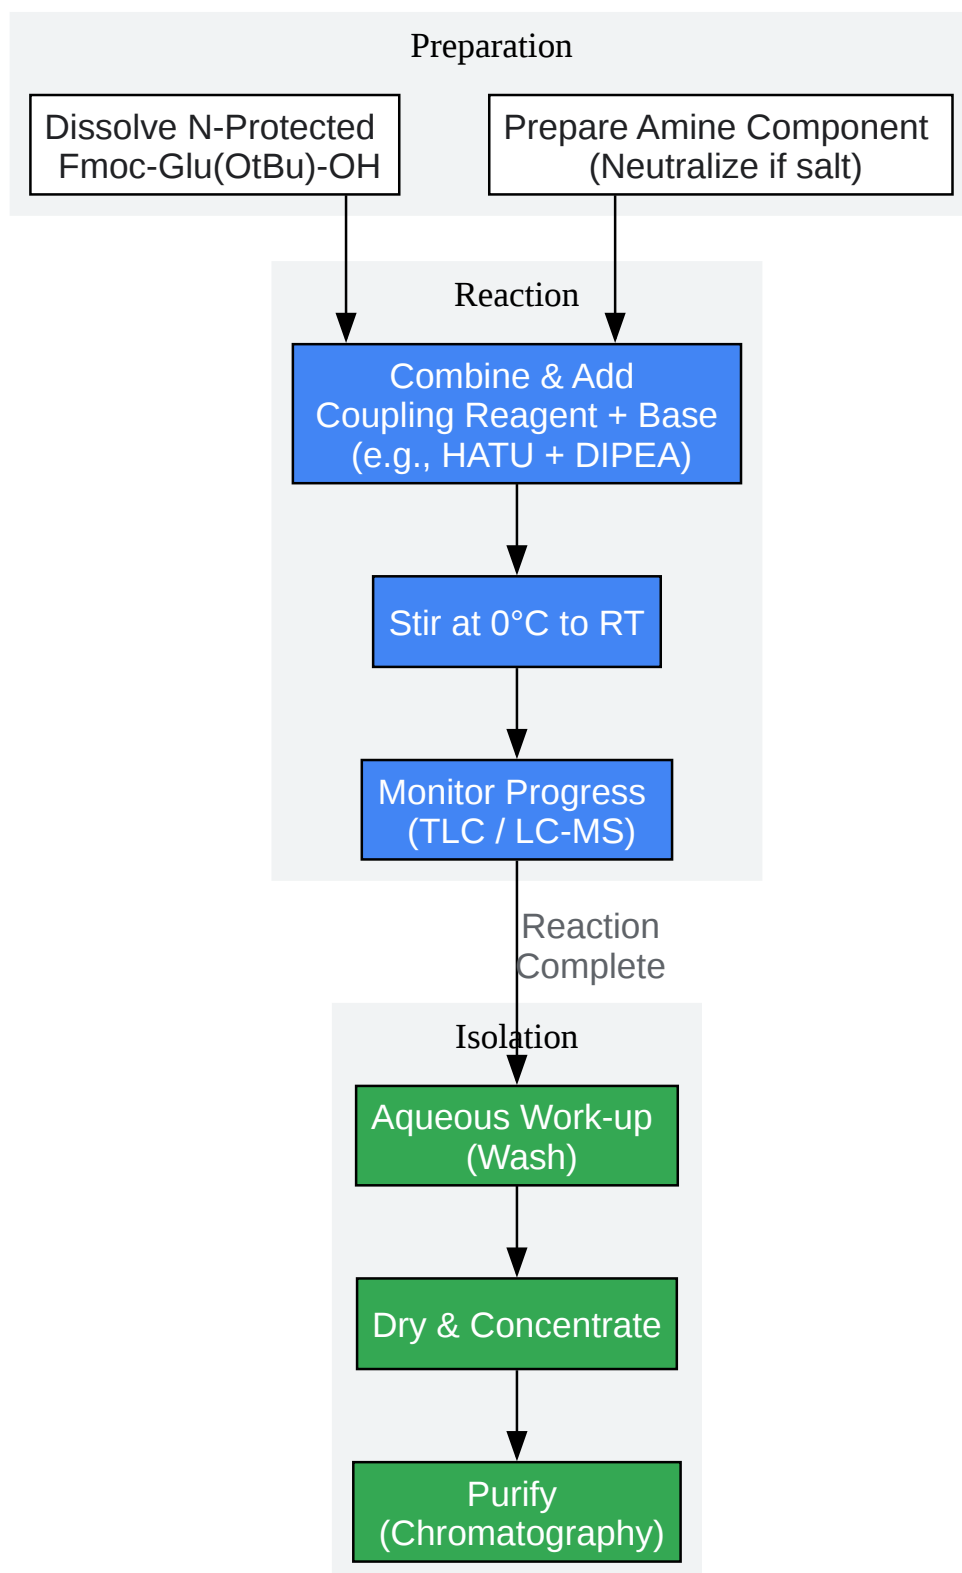 Preparation
Dissolve N-Protected
Fmoc-Glu(OtBu)-OH
Prepare Amine Component
(Neutralize if salt)
Reaction
Combine & Add
Coupling Reagent + Base
(e.g., HATU + DIPEA)
Stir at 0°C to RT
Monitor Progress
(TLC / LC-MS)
Reaction
Complete
Isolation
Aqueous Work-up
(Wash)
Dry & Concentrate
Purify
(Chromatography)